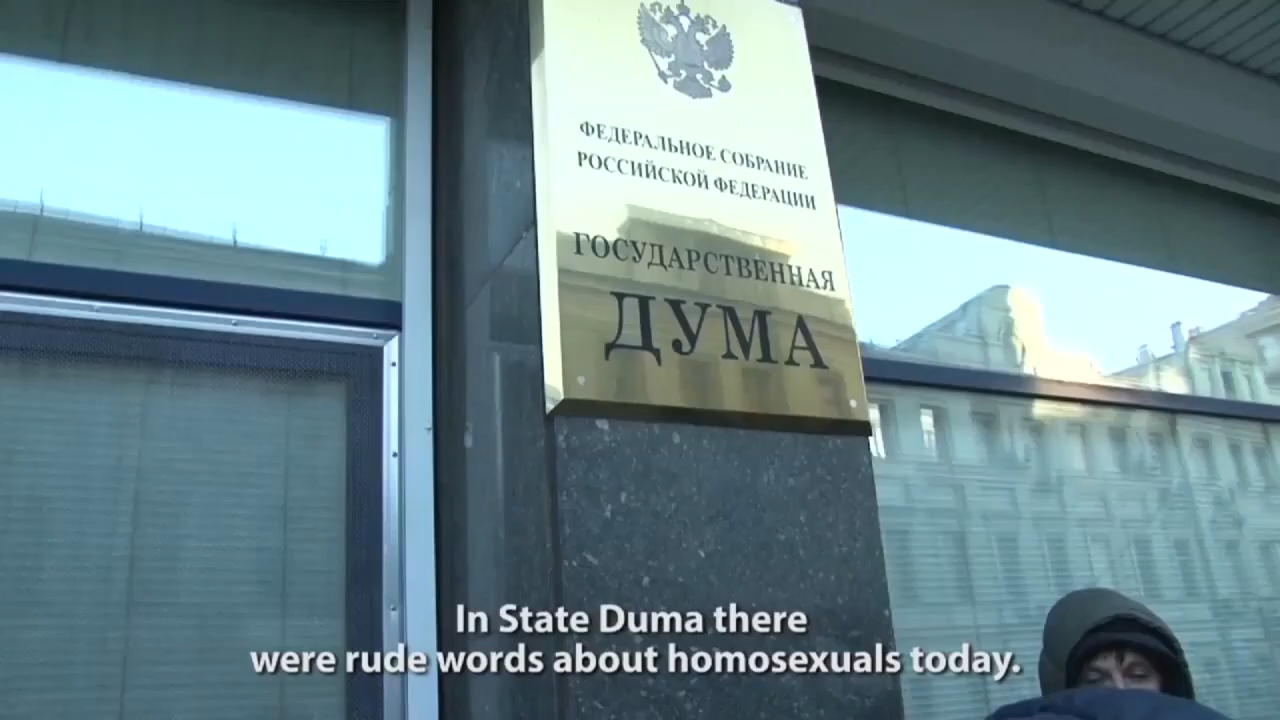 ФЕДЕРАЛЬНОЕ СОБРАНИЕ
РОССИЙСКОЙ ФЕДЕРАЦИИ
ГОСУДАРСТВЕННАЯ
ДУМА
In State Duma there
were rude words about homosexuals today.